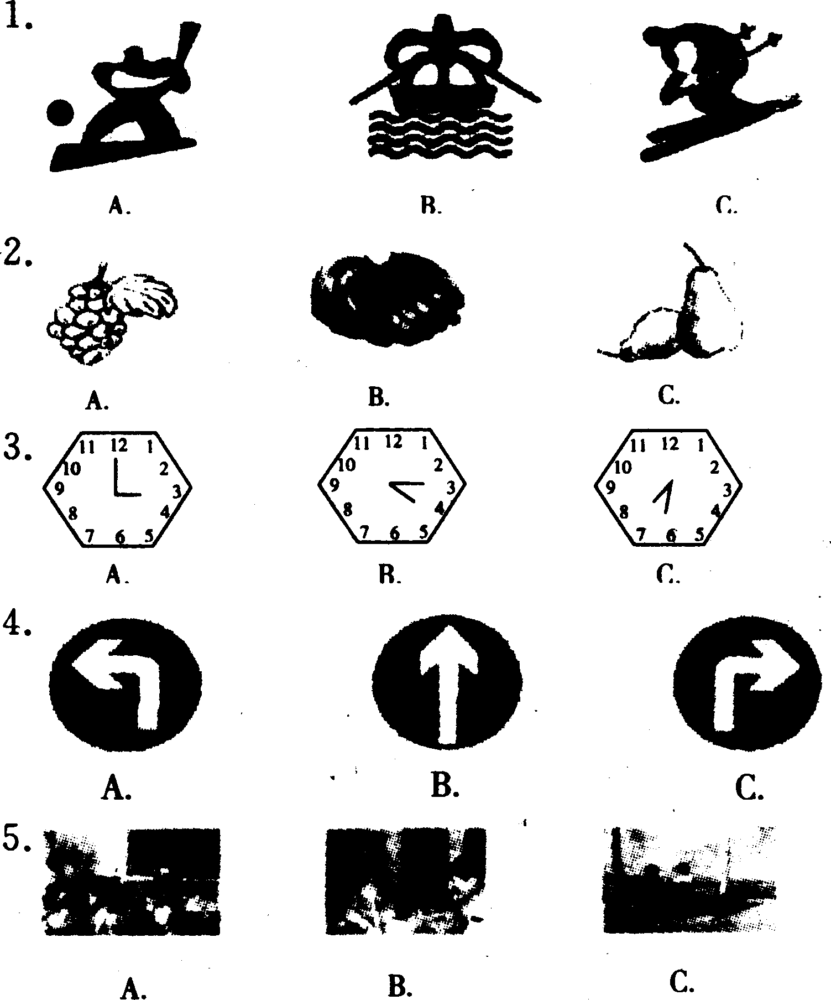 1.
A. B. C.
2.
A. B. C.
3.
11 12 1 11 12 1 11 12 1
10 2 10 2 10 2
9 3 9 3 9 3
8 4 8 4 8 4
7 6 5 7 6 5 7 6 5
A. B. C.
4.
A. B. C.
5.
A. B. C.